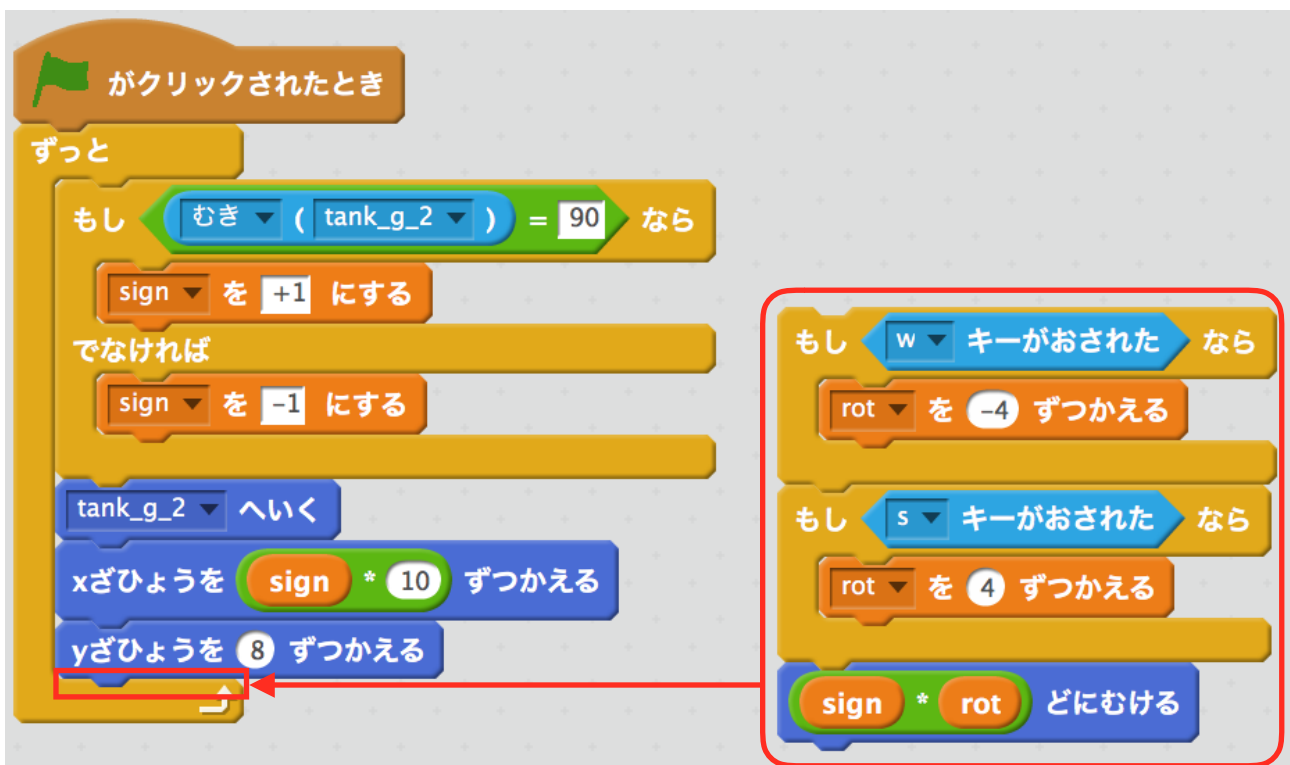 がクリックされたとき
ずっと
もし むき ( tank_g_2 ) = 90 なら
sign を +1 にする
でなければ
sign を -1 にする
tank_g_2 へいく
xざひょうを sign * 10 ずつかえる
yざひょうを 8 ずつかえる
もし w キーがおされた なら
rot を -4 ずつかえる
もし s キーがおされた なら
rot を 4 ずつかえる
sign * rot どにむける